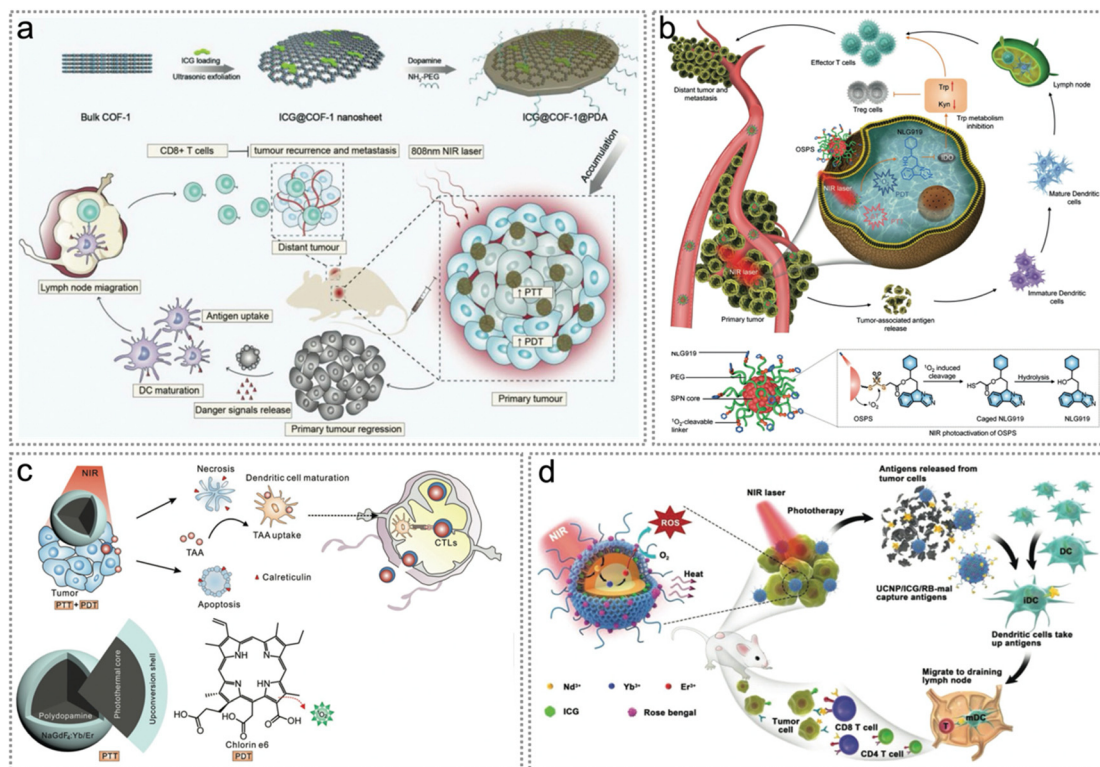 a
ICG loading
Ultrasonic exfoliation
Dopamine
NH₂-PEG
Bulk COF-1
ICG@COF-1 nanosheet
ICG@COF-1@PDA
CD8+ T cells
tumour recurrence and metastasis
808nm NIR laser
Accumulation
Distant tumour
Lymph node miagration
Antigen uptake
DC maturation
Danger signals release
Primary tumour regression
↑ PTT
↑ PDT
Primary tumour
b
Distant tumor and
metastasis
Effector T cells
Treg cells
Trp ↑
Kyn ↓
Trp metabolism
inhibition
Lymph node
OSPS
NIR laser
NLG919
IDO
PDT
Mature Dendritic
cells
NIR laser
Primary tumor
Tumor-associated antigen
release
Immature Dendritic
cells
NLG919
PEG
SPN core
¹O₂-cleavable
linker
¹O₂
OSPS
¹O₂ induced
cleavage
HS
Caged NLG919
Hydrolysis
HO
NLG919
NIR photoactivation of OSPS
c
NIR
Necrosis
Dendritic cell maturation
TAA
TAA uptake
CTLs
Calreticulin
Apoptosis
Tumor
PTT+PDT
Photothermal core
Upconversion shell
Polydopamine
NaGdF₄:Yb/Er
PTT
NH
N
N
HN
HO
O
HO
O
O
OH
Chlorin e6
PDT
d
NIR
ROS
O₂
Heat
NIR laser
Phototherapy
Antigens released from
tumor cells
UCNP/ICG/RB-mal
capture antigens
DC
iDC
Dendritic cells take
up antigens
Migrate to draining
lymph node
T
mDC
Nd³⁺
Yb³⁺
Er³⁺
ICG
Rose bengal
Tumor
cell
CD8 T cell
CD4 T cell